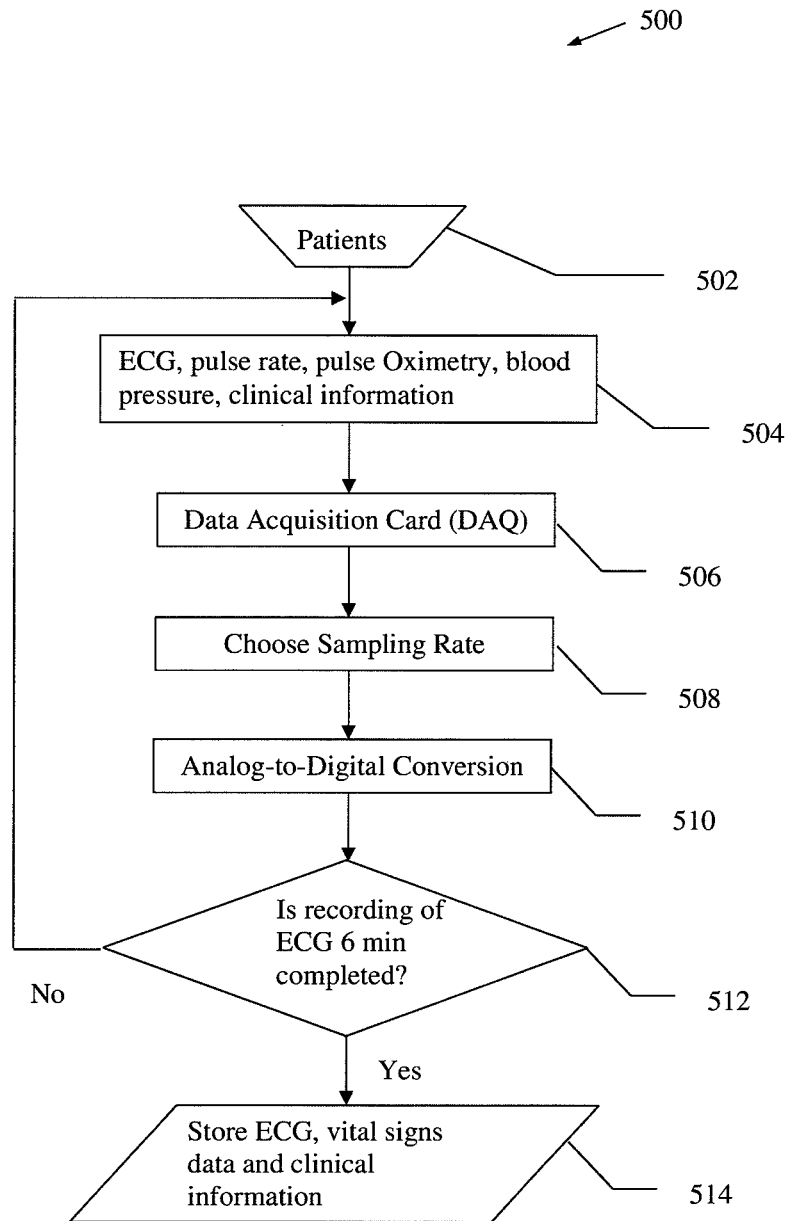 500
Patients
502
ECG, pulse rate, pulse Oximetry, blood
pressure, clinical information
504
Data Acquisition Card (DAQ)
506
Choose Sampling Rate
508
Analog-to-Digital Conversion
510
Is recording of
ECG 6 min
completed?
512
No
Yes
Store ECG, vital signs
data and clinical
information
514